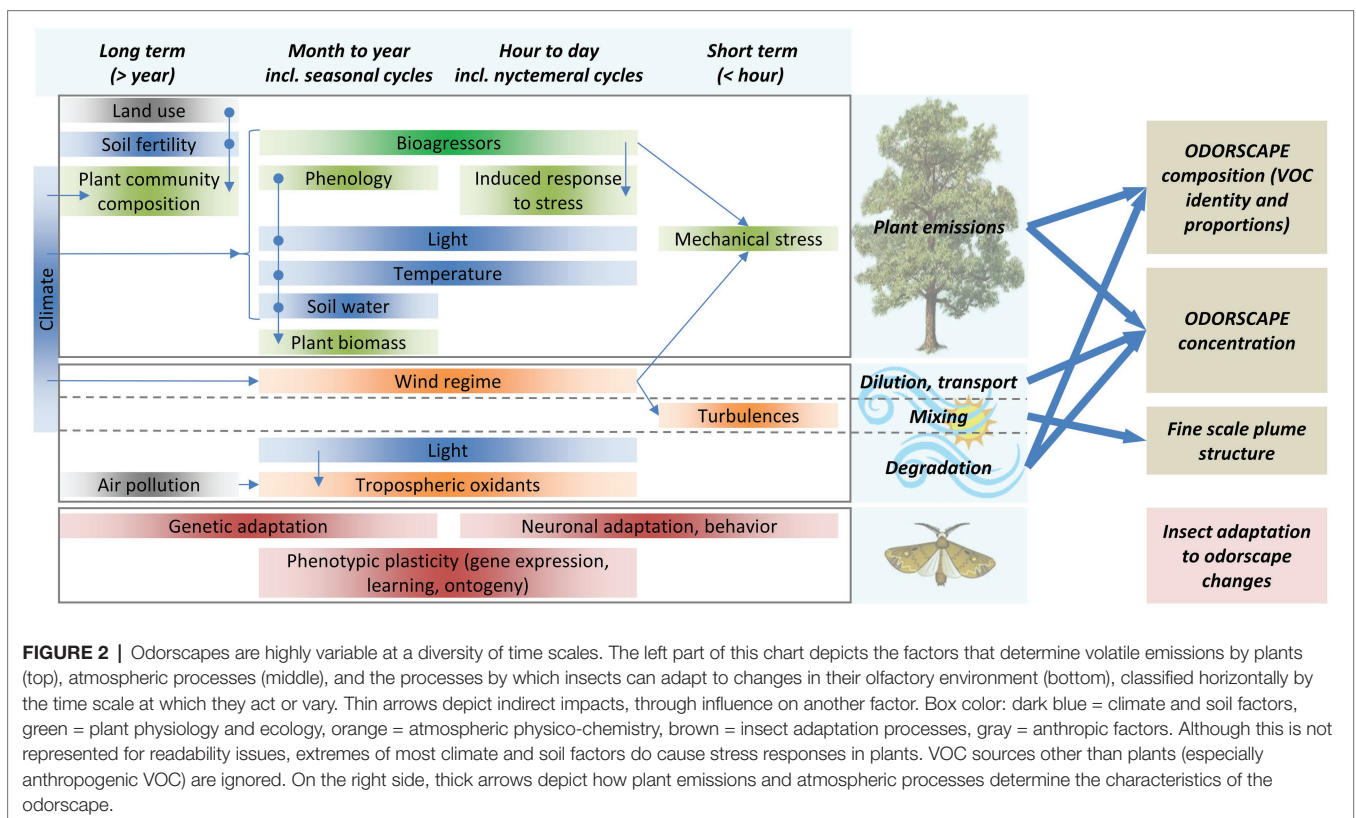 Long term
(> year)
Month to year
incl. seasonal cycles
Hour to day
incl. nyctemeral cycles
Short term
(< hour)
Land use
Soil fertility
Plant community
composition
Climate
Bioagressors
Phenology
Induced response
to stress
Light
Temperature
Soil water
Plant biomass
Mechanical stress
Plant emissions
Wind regime
Dilution, transport
Turbulences
Mixing
Light
Degradation
Air pollution
Tropospheric oxidants
Genetic adaptation
Neuronal adaptation, behavior
Phenotypic plasticity (gene expression,
learning, ontogeny)
ODORSCAPE
composition (VOC
identity and
proportions)
ODORSCAPE
concentration
Fine scale plume
structure
Insect adaptation
to odorscape
changes
FIGURE 2 | Odorscapes are highly variable at a diversity of time scales. The left part of this chart depicts the factors that determine volatile emissions by plants
(top), atmospheric processes (middle), and the processes by which insects can adapt to changes in their olfactory environment (bottom), classified horizontally by
the time scale at which they act or vary. Thin arrows depict indirect impacts, through influence on another factor. Box color: dark blue = climate and soil factors,
green = plant physiology and ecology, orange = atmospheric physico-chemistry, brown = insect adaptation processes, gray = anthropic factors. Although this is not
represented for readability issues, extremes of most climate and soil factors do cause stress responses in plants. VOC sources other than plants (especially
anthropogenic VOC) are ignored. On the right side, thick arrows depict how plant emissions and atmospheric processes determine the characteristics of the
odorscape.